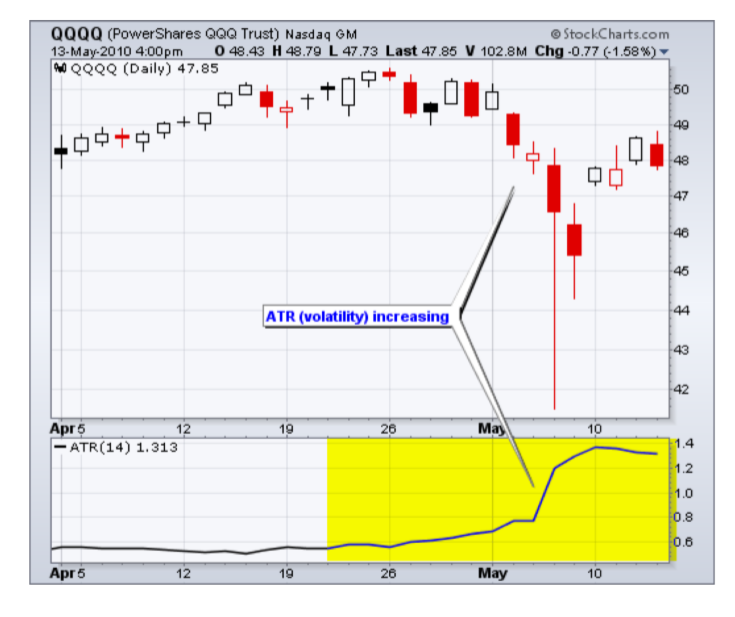 QQQQ (PowerShares QQQ Trust) Nasdaq GM ©StockCharts.com
13-May-2010 4:00pm O 48.43 H 48.79 L 47.73 Last 47.85 V 102.8M Chg -0.77 (-1.58%)
QQQQ (Daily) 47.85
50
49
48
47
46
45
44
43
42
ATR (volatility) increasing
Apr 5 12 19 26 May 10
ATR(14) 1.313
1.4
1.2
1.0
0.8
0.6
Apr 5 12 19 26 May 10